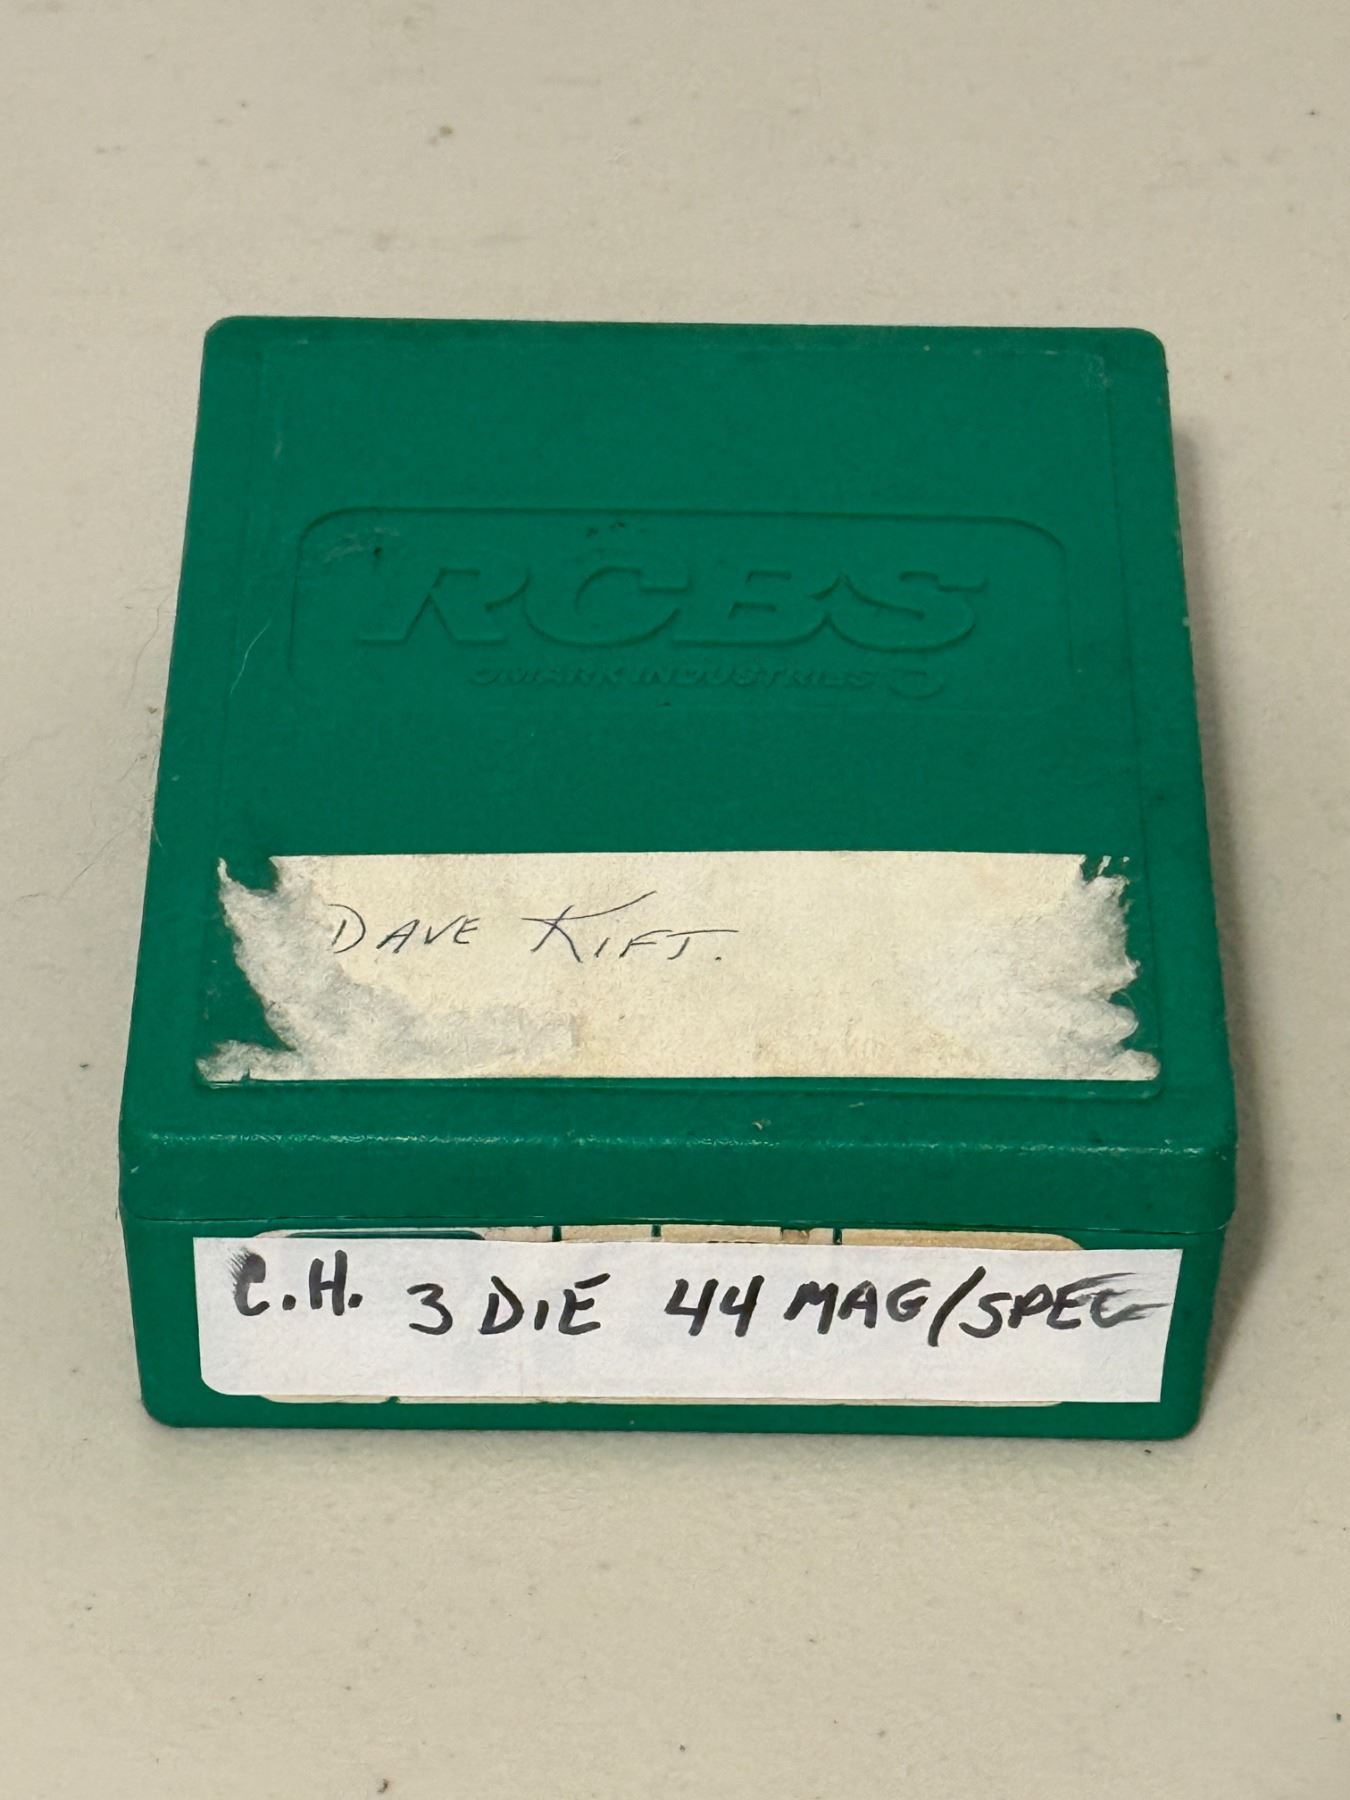 RCBS
OMARK INDUSTRIES
DAVE KIFT.
C.H. 3 DIE 44 MAG/SPEC